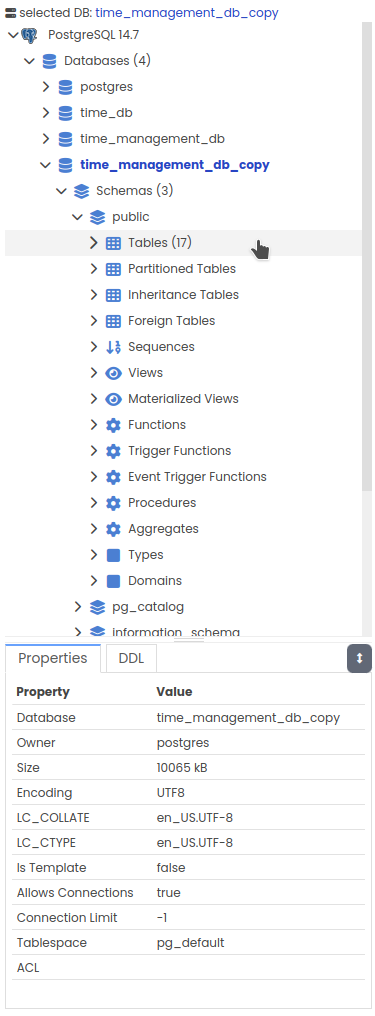 selected DB: time_management_db_copy
PostgreSQL 14.7
Databases (4)
postgres
time_db
time_management_db
time_management_db_copy
Schemas (3)
public
Tables (17)
Partitioned Tables
Inheritance Tables
Foreign Tables
Sequences
Views
Materialized Views
Functions
Trigger Functions
Event Trigger Functions
Procedures
Aggregates
Types
Domains
pg_catalog
information_schema
Properties DDL
Property Value
Database time_management_db_copy
Owner postgres
Size 10065 kB
Encoding UTF8
LC_COLLATE en_US.UTF-8
LC_CTYPE en_US.UTF-8
Is Template false
Allows Connections true
Connection Limit -1
Tablespace pg_default
ACL